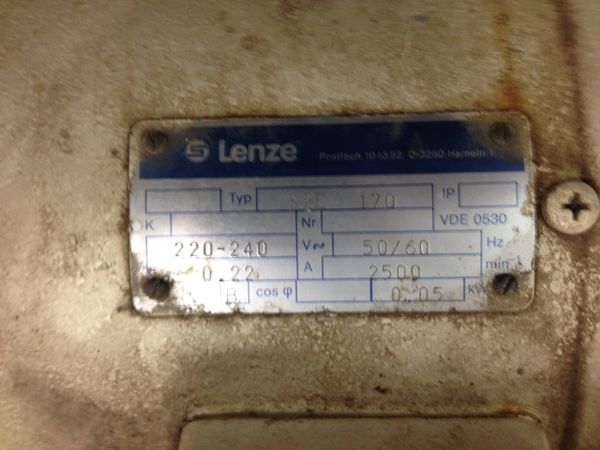 Lenze Postfach 10 13 52, D-3250 Hameln 1
Typ 170 IP
K Nr. VDE 0530
220-240 V~ 50/60 Hz
0.22 A 2500 min
B cos φ 0.05 kW